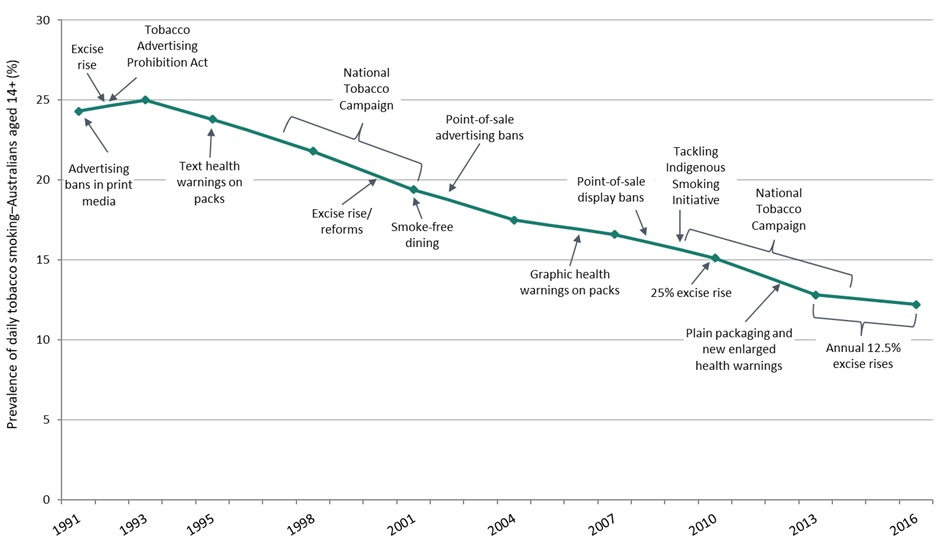 Prevalence of daily tobacco smoking–Australians aged 14+ (%)
30
25
20
15
10
5
0
Excise
rise
Tobacco
Advertising
Prohibition Act
Advertising
bans in print
media
Text health
warnings on
packs
National
Tobacco
Campaign
Excise rise/
reforms
Smoke-free
dining
Point-of-sale
advertising bans
Graphic health
warnings on packs
Point-of-sale
display bans
Tackling
Indigenous
Smoking
Initiative
25% excise rise
National
Tobacco
Campaign
Plain packaging and
new enlarged
health warnings
Annual 12.5%
excise rises
1991
1993
1995
1998
2001
2004
2007
2010
2013
2016